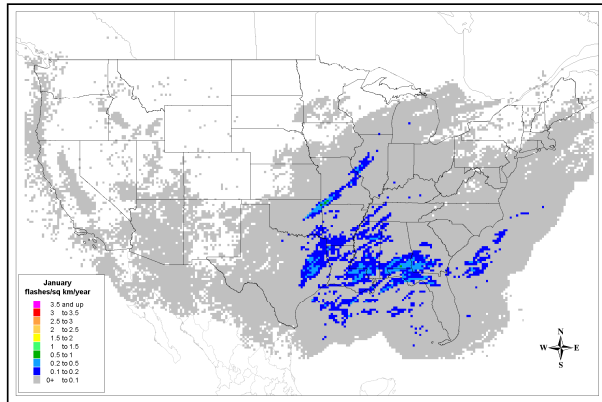 January
flashes/sq km/year
3.5 and up
3 to 3.5
2.5 to 3
2 to 2.5
1.5 to 2
1 to 1.5
0.5 to 1
0.2 to 0.5
0.1 to 0.2
0+ to 0.1
N
W E
S